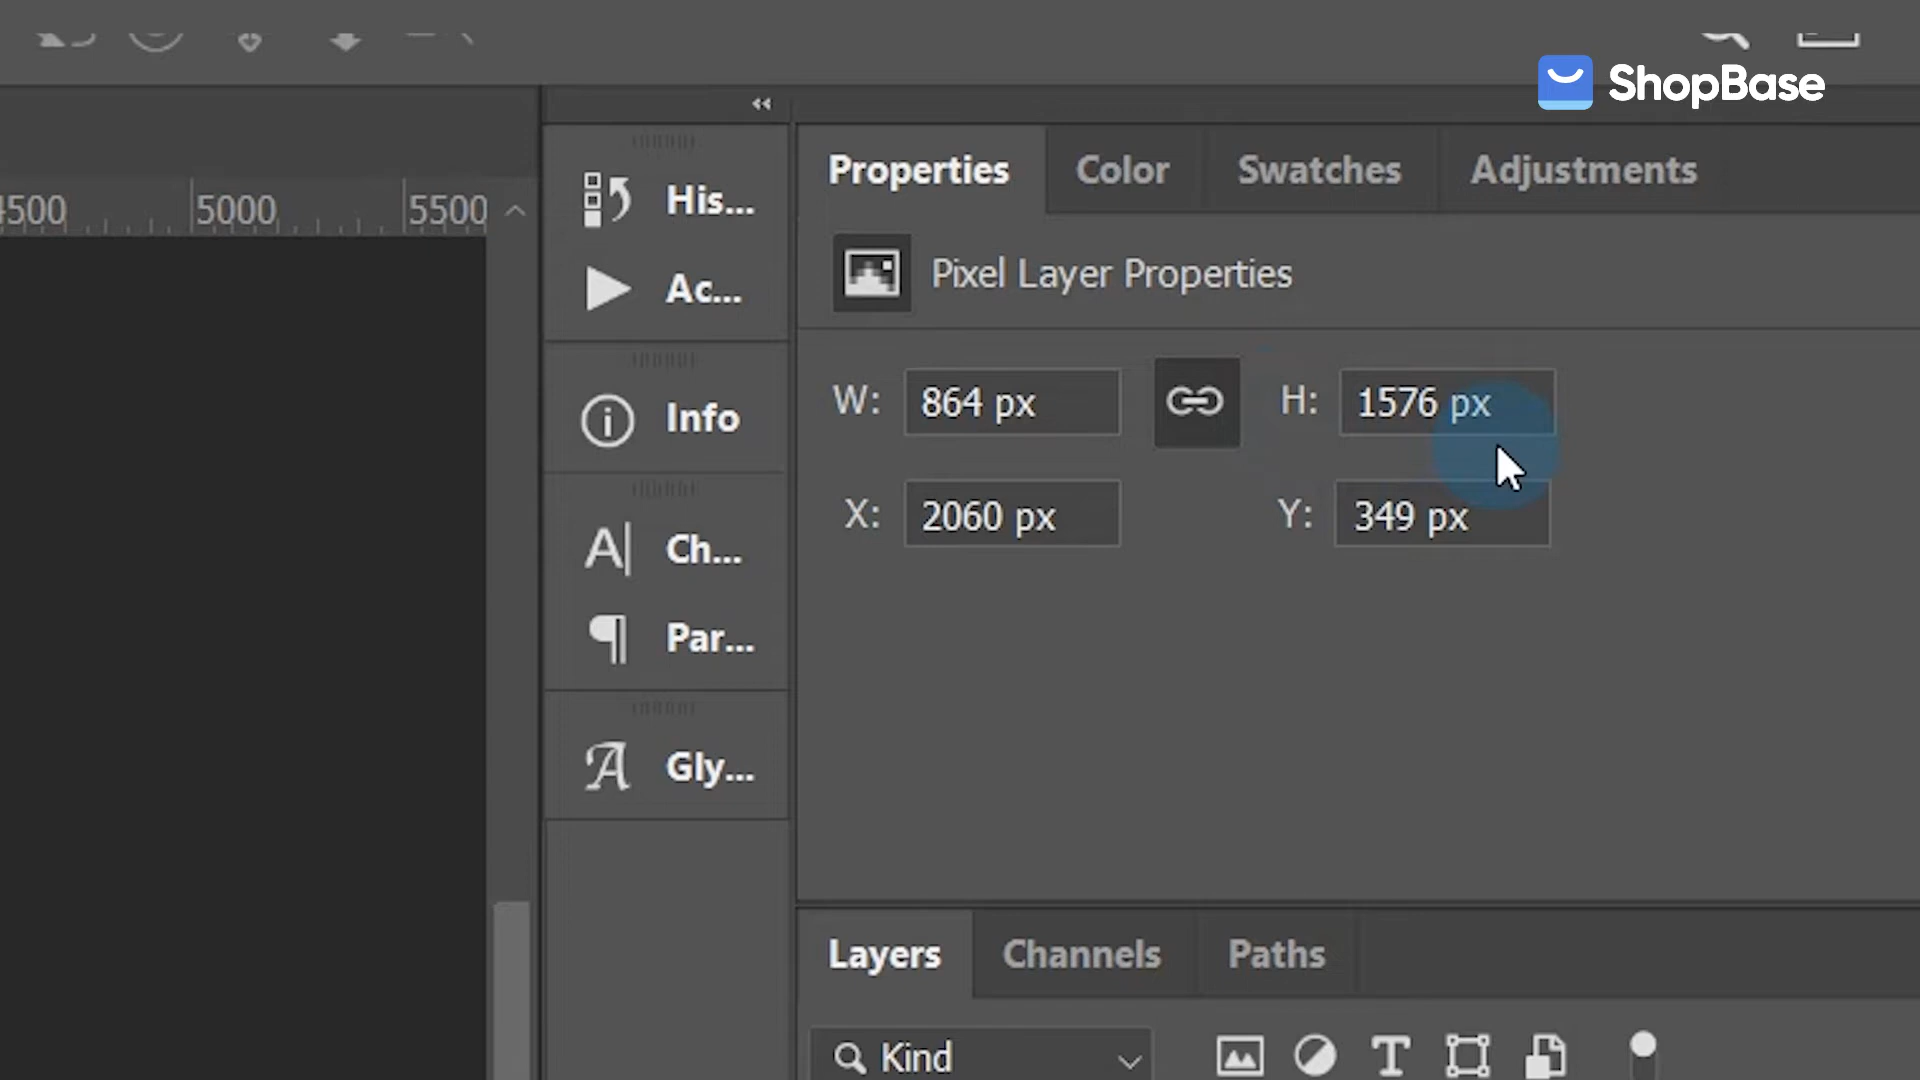 ShopBase
Properties Color Swatches Adjustments
Pixel Layer Properties
W: 864 px H: 1576 px
X: 2060 px Y: 349 px
4500 5000 5500
His...
Ac...
Info
Ch...
Par...
Gly...
Layers Channels Paths
Kind